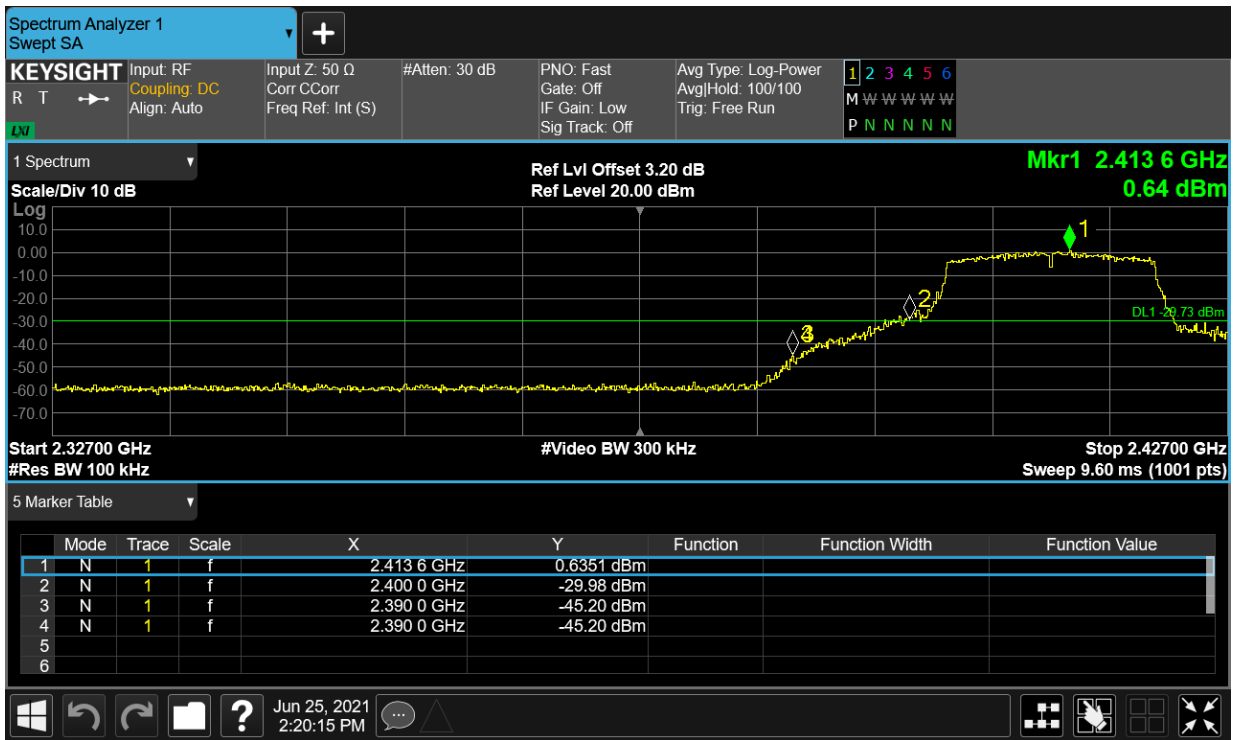 Spectrum Analyzer 1
Swept SA
+
KEYSIGHT
R T
LXI
Input: RF
Coupling: DC
Align: Auto
Input Z: 50 Ω
Corr CCorr
Freq Ref: Int (S)
#Atten: 30 dB
PNO: Fast
Gate: Off
IF Gain: Low
Sig Track: Off
Avg Type: Log-Power
Avg|Hold: 100/100
Trig: Free Run
1 2 3 4 5 6
M W W W W W
P N N N N N
1 Spectrum
Scale/Div 10 dB
Log
Ref Lvl Offset 3.20 dB
Ref Level 20.00 dBm
Mkr1 2.413 6 GHz
0.64 dBm
10.0
0.00
-10.0
-20.0
-30.0
-40.0
-50.0
-60.0
-70.0
1
2
3
DL1 -29.73 dBm
Start 2.32700 GHz
#Res BW 100 kHz
#Video BW 300 kHz
Stop 2.42700 GHz
Sweep 9.60 ms (1001 pts)
5 Marker Table
Mode Trace Scale X Y Function Function Width Function Value
1 N 1 f 2.413 6 GHz 0.6351 dBm
2 N 1 f 2.400 0 GHz -29.98 dBm
3 N 1 f 2.390 0 GHz -45.20 dBm
4 N 1 f 2.390 0 GHz -45.20 dBm
5
6
?
Jun 25, 2021
2:20:15 PM